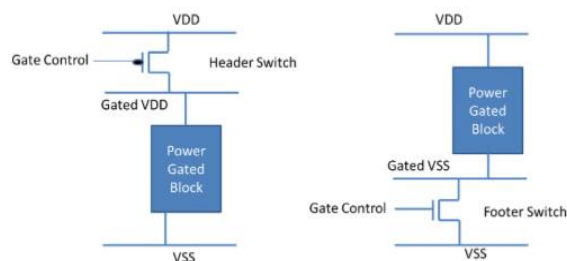 VDD
Gate Control
Header Switch
Gated VDD
Power
Gated
Block
VSS
VDD
Power
Gated
Block
Gated VSS
Gate Control
Footer Switch
VSS